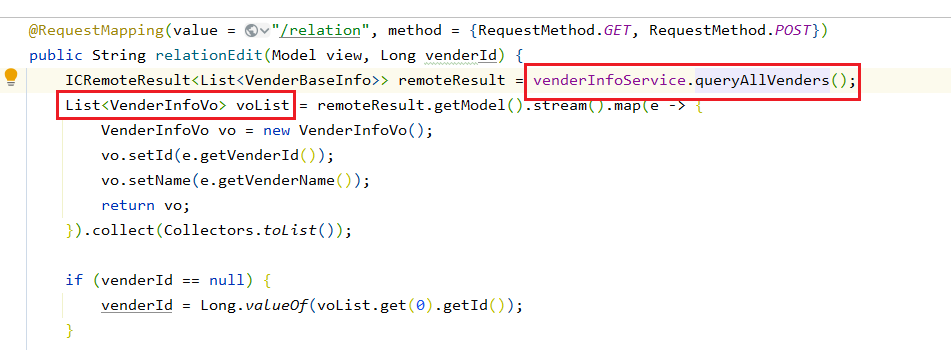 @RequestMapping(value = "/relation", method = {RequestMethod.GET, RequestMethod.POST})
public String relationEdit(Model view, Long venderId) {
ICRemoteResult<List<VenderBaseInfo>> remoteResult = venderInfoService.queryAllVenders();
List<VenderInfoVo> voList = remoteResult.getModel().stream().map(e -> {
VenderInfoVo vo = new VenderInfoVo();
vo.setId(e.getVenderId());
vo.setName(e.getVenderName());
return vo;
}).collect(Collectors.toList());
if (venderId == null) {
venderId = Long.valueOf(voList.get(0).getId());
}